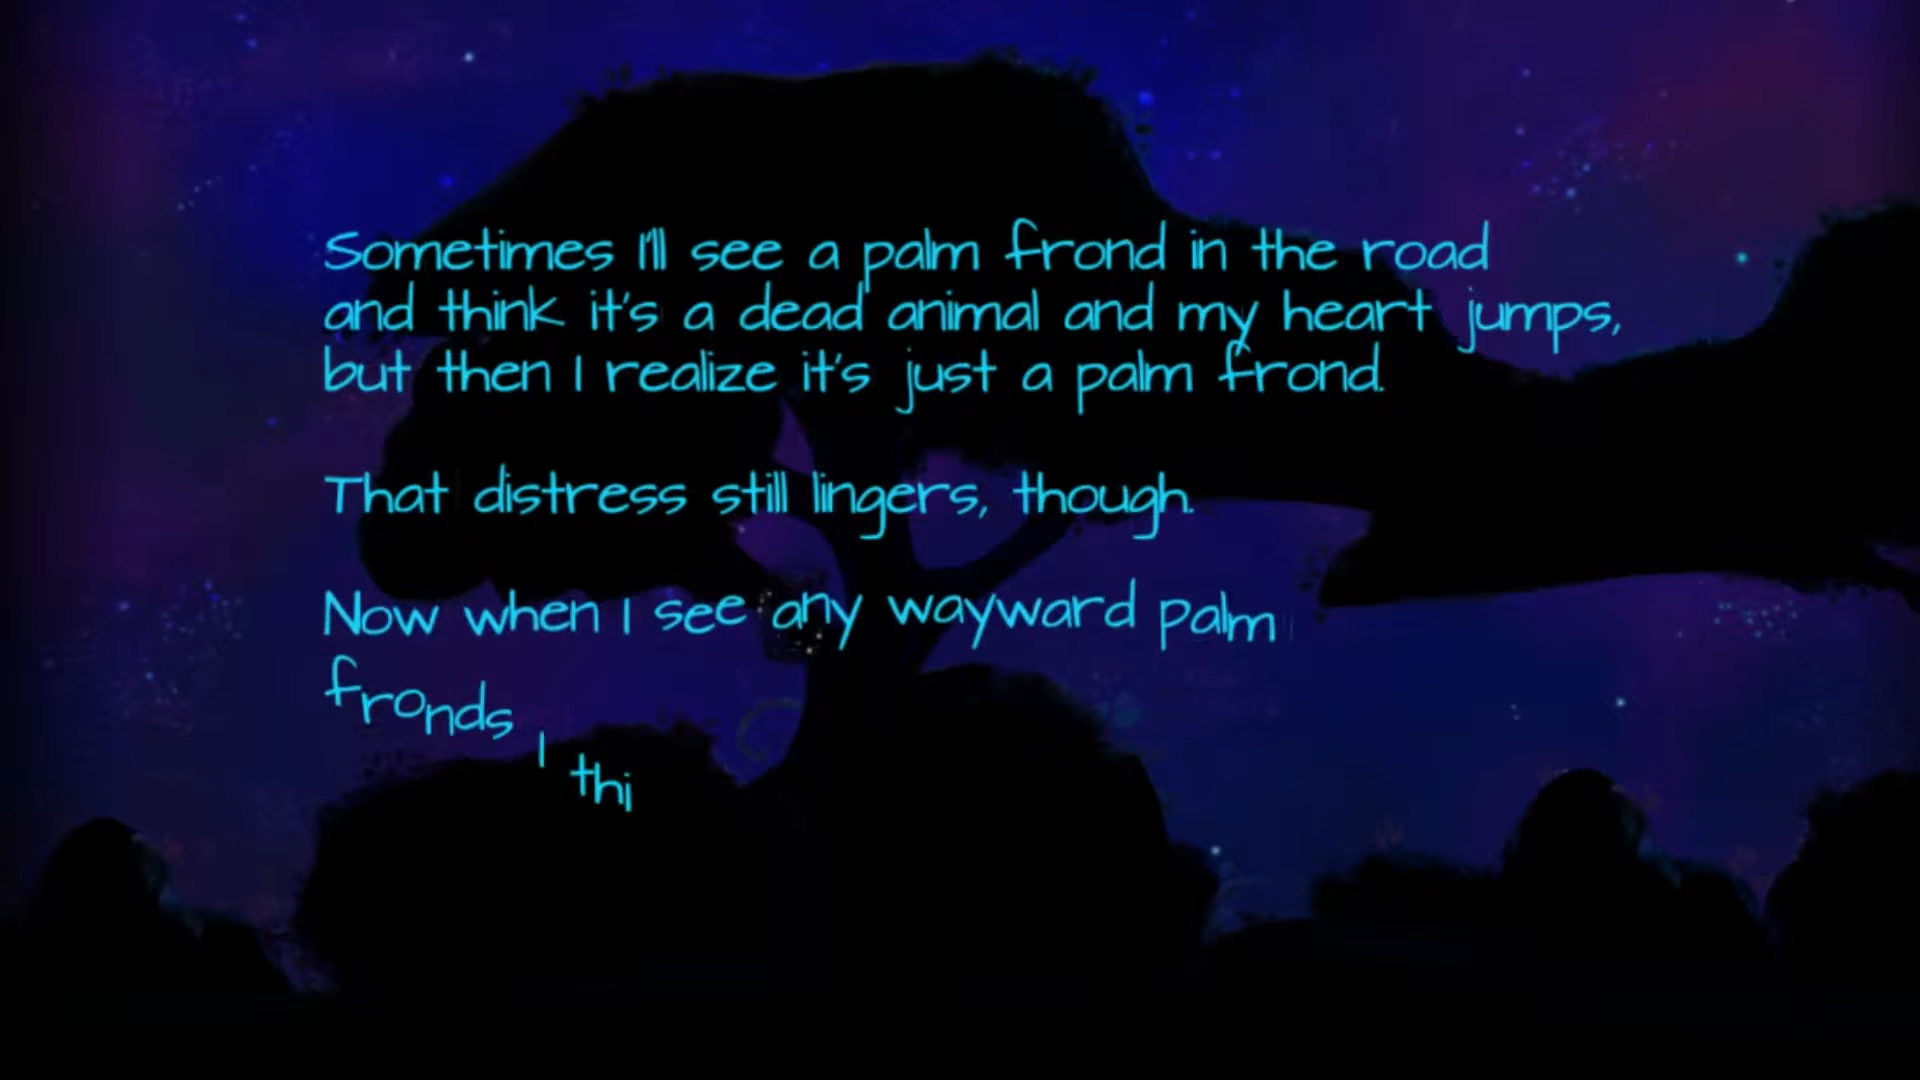 Sometimes I'll see a palm frond in the road
and think it's a dead animal and my heart jumps,
but then I realize it's just a palm frond.
That distress still lingers, though.
Now when I see any wayward palm
fronds I thi